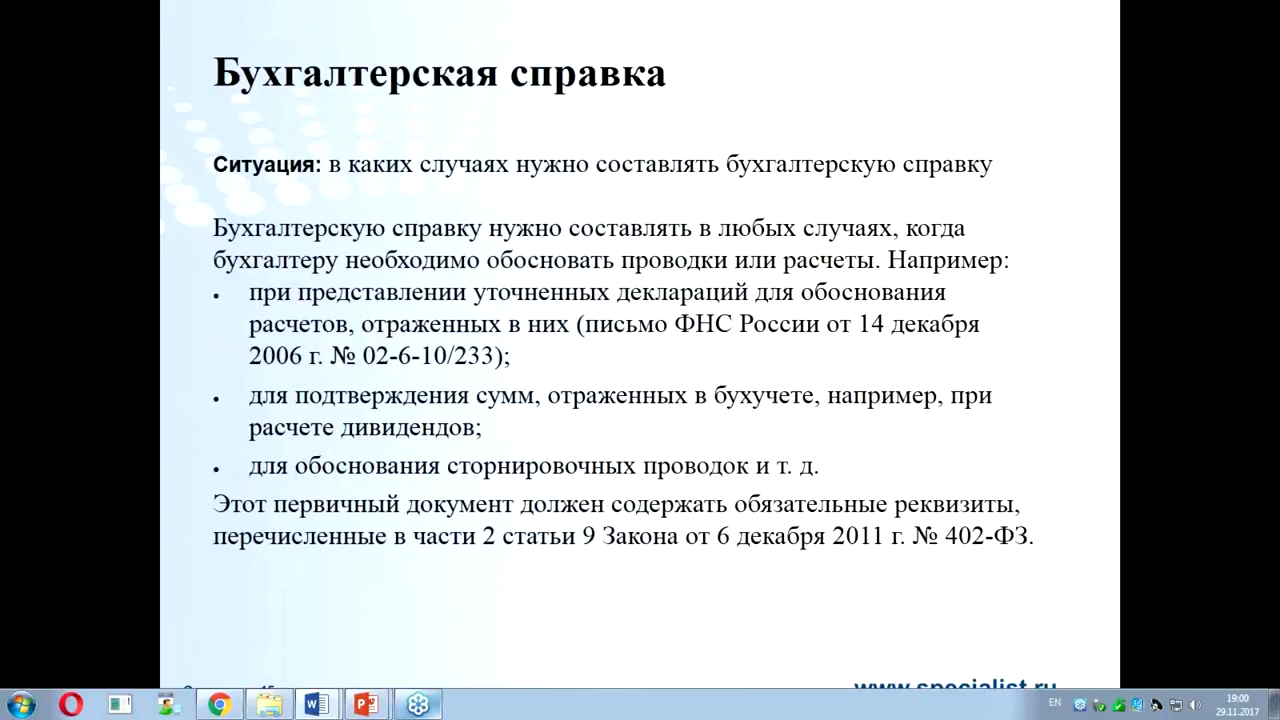 Бухгалтерская справка
Ситуация: в каких случаях нужно составлять бухгалтерскую справку
Бухгалтерскую справку нужно составлять в любых случаях, когда
бухгалтеру необходимо обосновать проводки или расчеты. Например:
• при представлении уточненных деклараций для обоснования
расчетов, отраженных в них (письмо ФНС России от 14 декабря
2006 г. № 02-6-10/233);
• для подтверждения сумм, отраженных в бухучете, например, при
расчете дивидендов;
• для обоснования сторнировочных проводок и т. д.
Этот первичный документ должен содержать обязательные реквизиты,
перечисленные в части 2 статьи 9 Закона от 6 декабря 2011 г. № 402-ФЗ.
www.specialist.ru
EN
19:00
29.11.2017